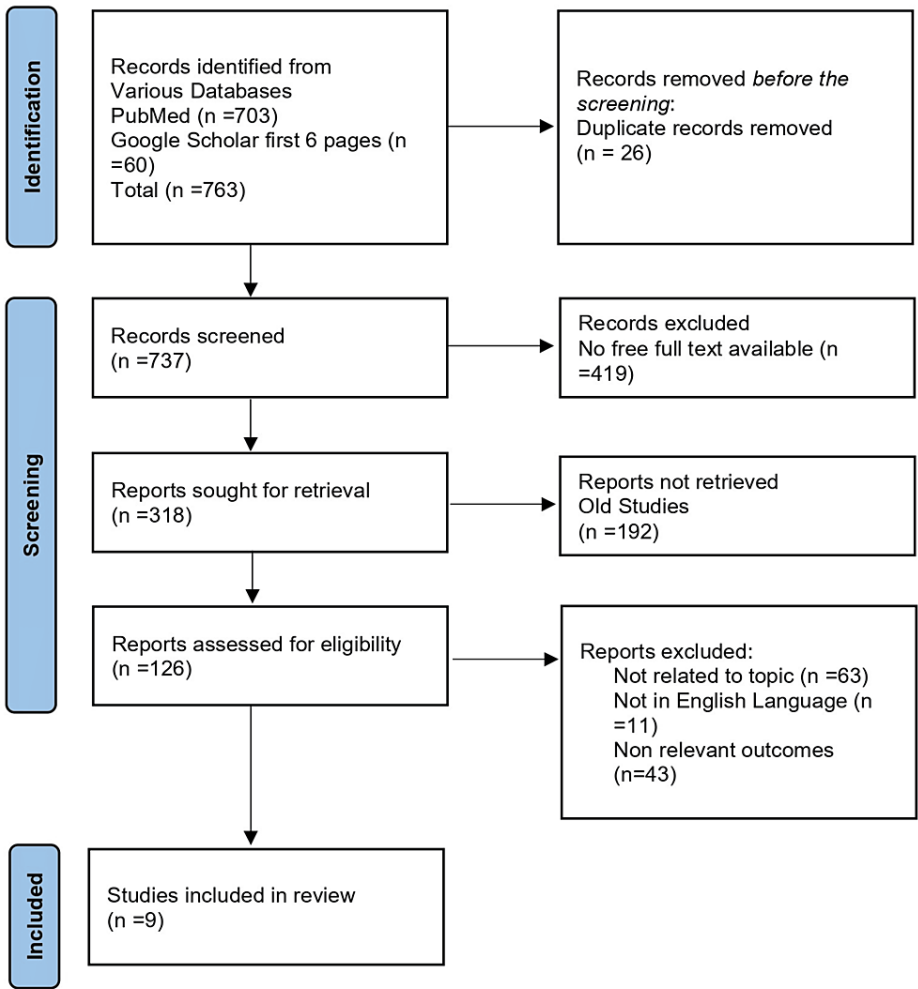 Identification
Records identified from
Various Databases
PubMed (n =703)
Google Scholar first 6 pages (n
=60)
Total (n =763)
Records removed before the
screening:
Duplicate records removed
(n = 26)
Screening
Records screened
(n =737)
Records excluded
No free full text available (n
=419)
Reports sought for retrieval
(n =318)
Reports not retrieved
Old Studies
(n =192)
Reports assessed for eligibility
(n =126)
Reports excluded:
Not related to topic (n =63)
Not in English Language (n
=11)
Non relevant outcomes
(n=43)
Included
Studies included in review
(n =9)